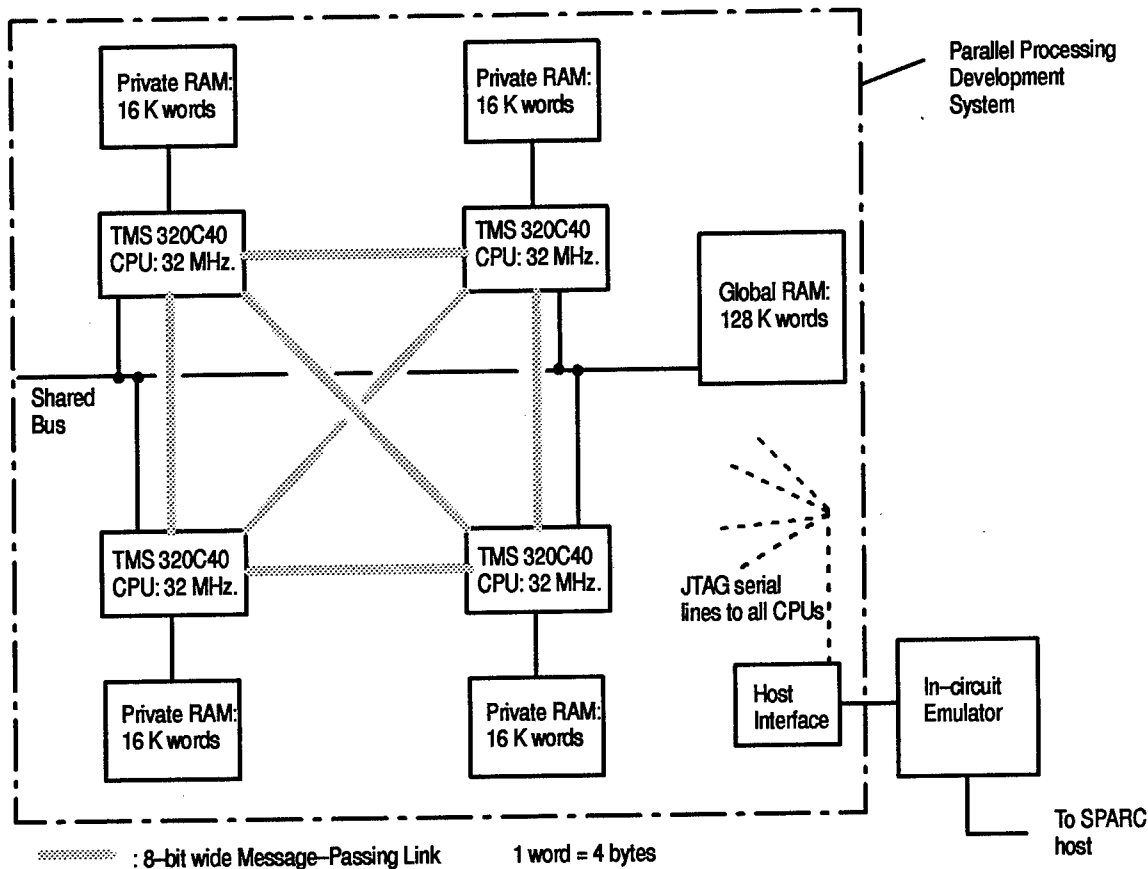 Private RAM:
16 K words
Private RAM:
16 K words
Parallel Processing
Development
System
TMS 320C40
CPU: 32 MHz.
TMS 320C40
CPU: 32 MHz.
Global RAM:
128 K words
Shared
Bus
TMS 320C40
CPU: 32 MHz.
TMS 320C40
CPU: 32 MHz.
JTAG serial
lines to all CPUs
Private RAM:
16 K words
Private RAM:
16 K words
Host
Interface
In–circuit
Emulator
To SPARC
host
: 8–bit wide Message–Passing Link
1 word = 4 bytes